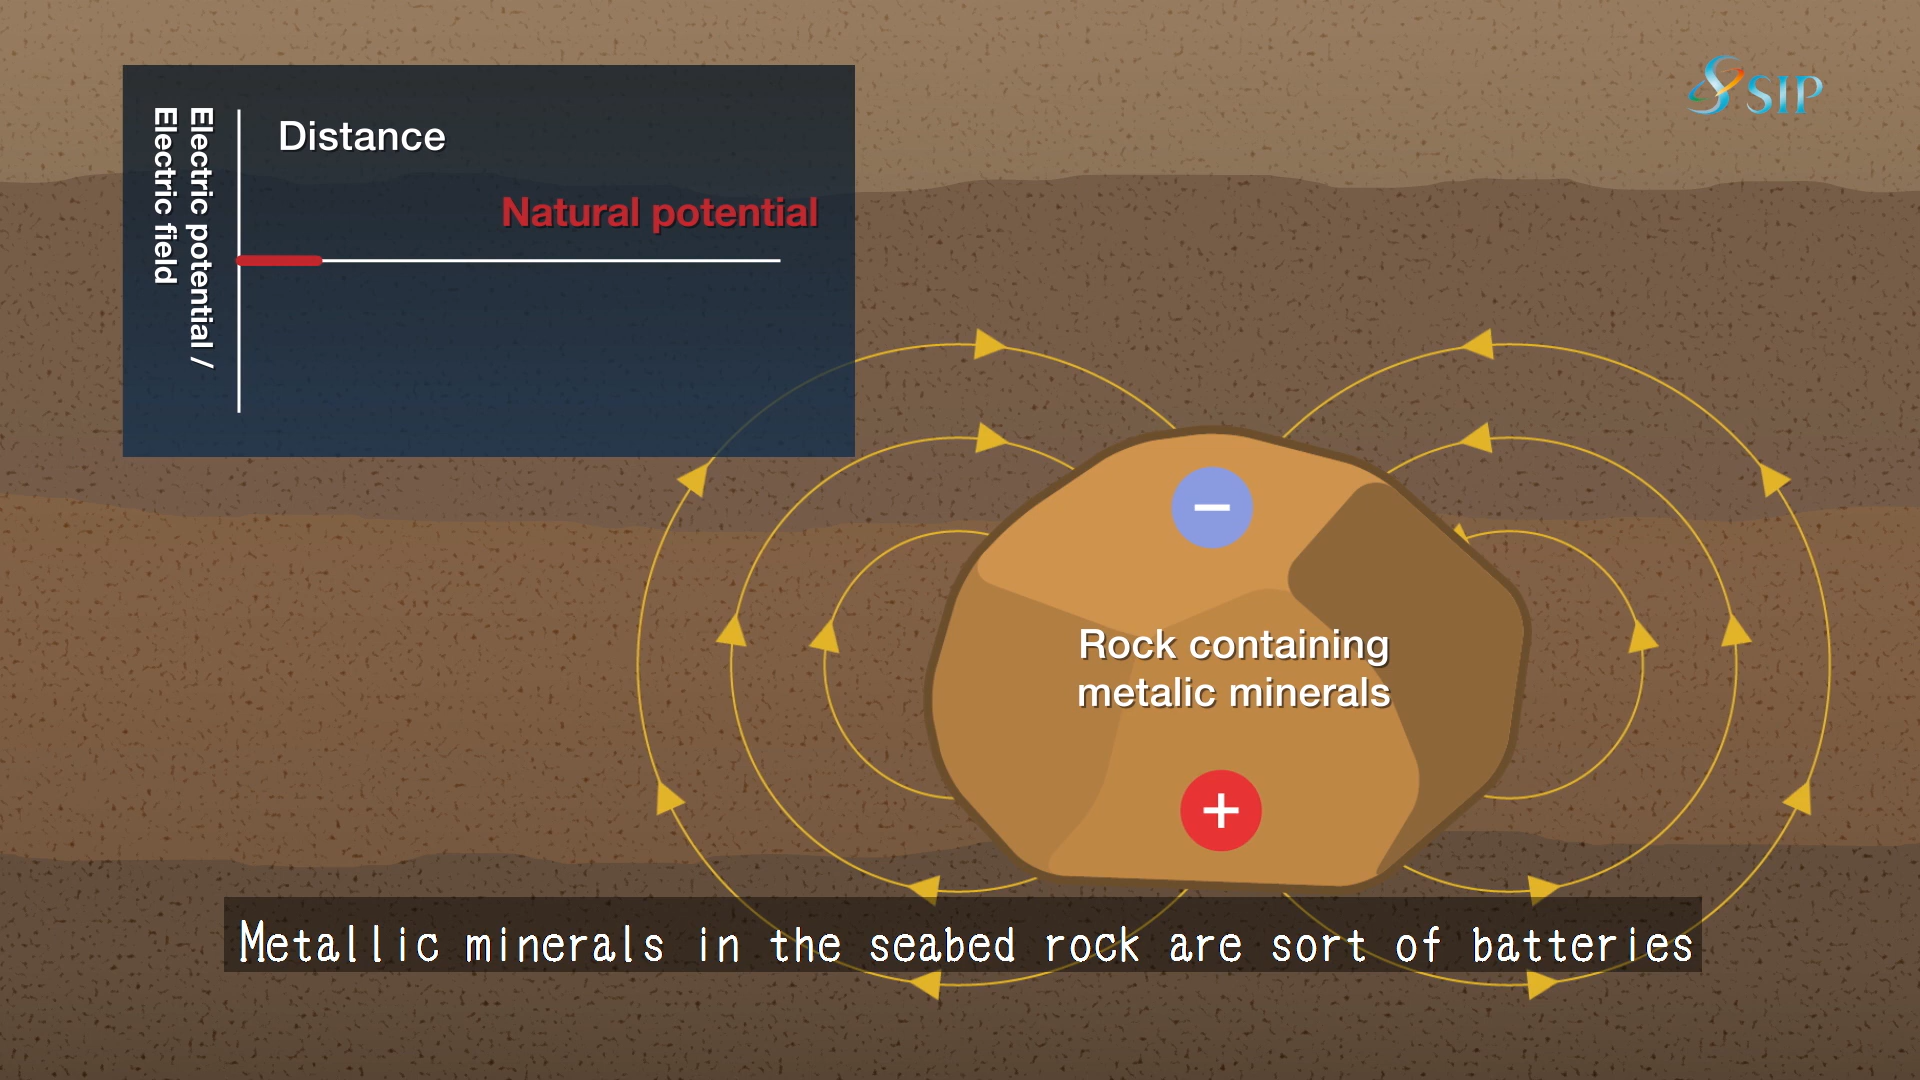 SIP
Distance
Electric potential /
Electric field
Natural potential
−
Rock containing
metalic minerals
+
Metallic minerals in the seabed rock are sort of batteries